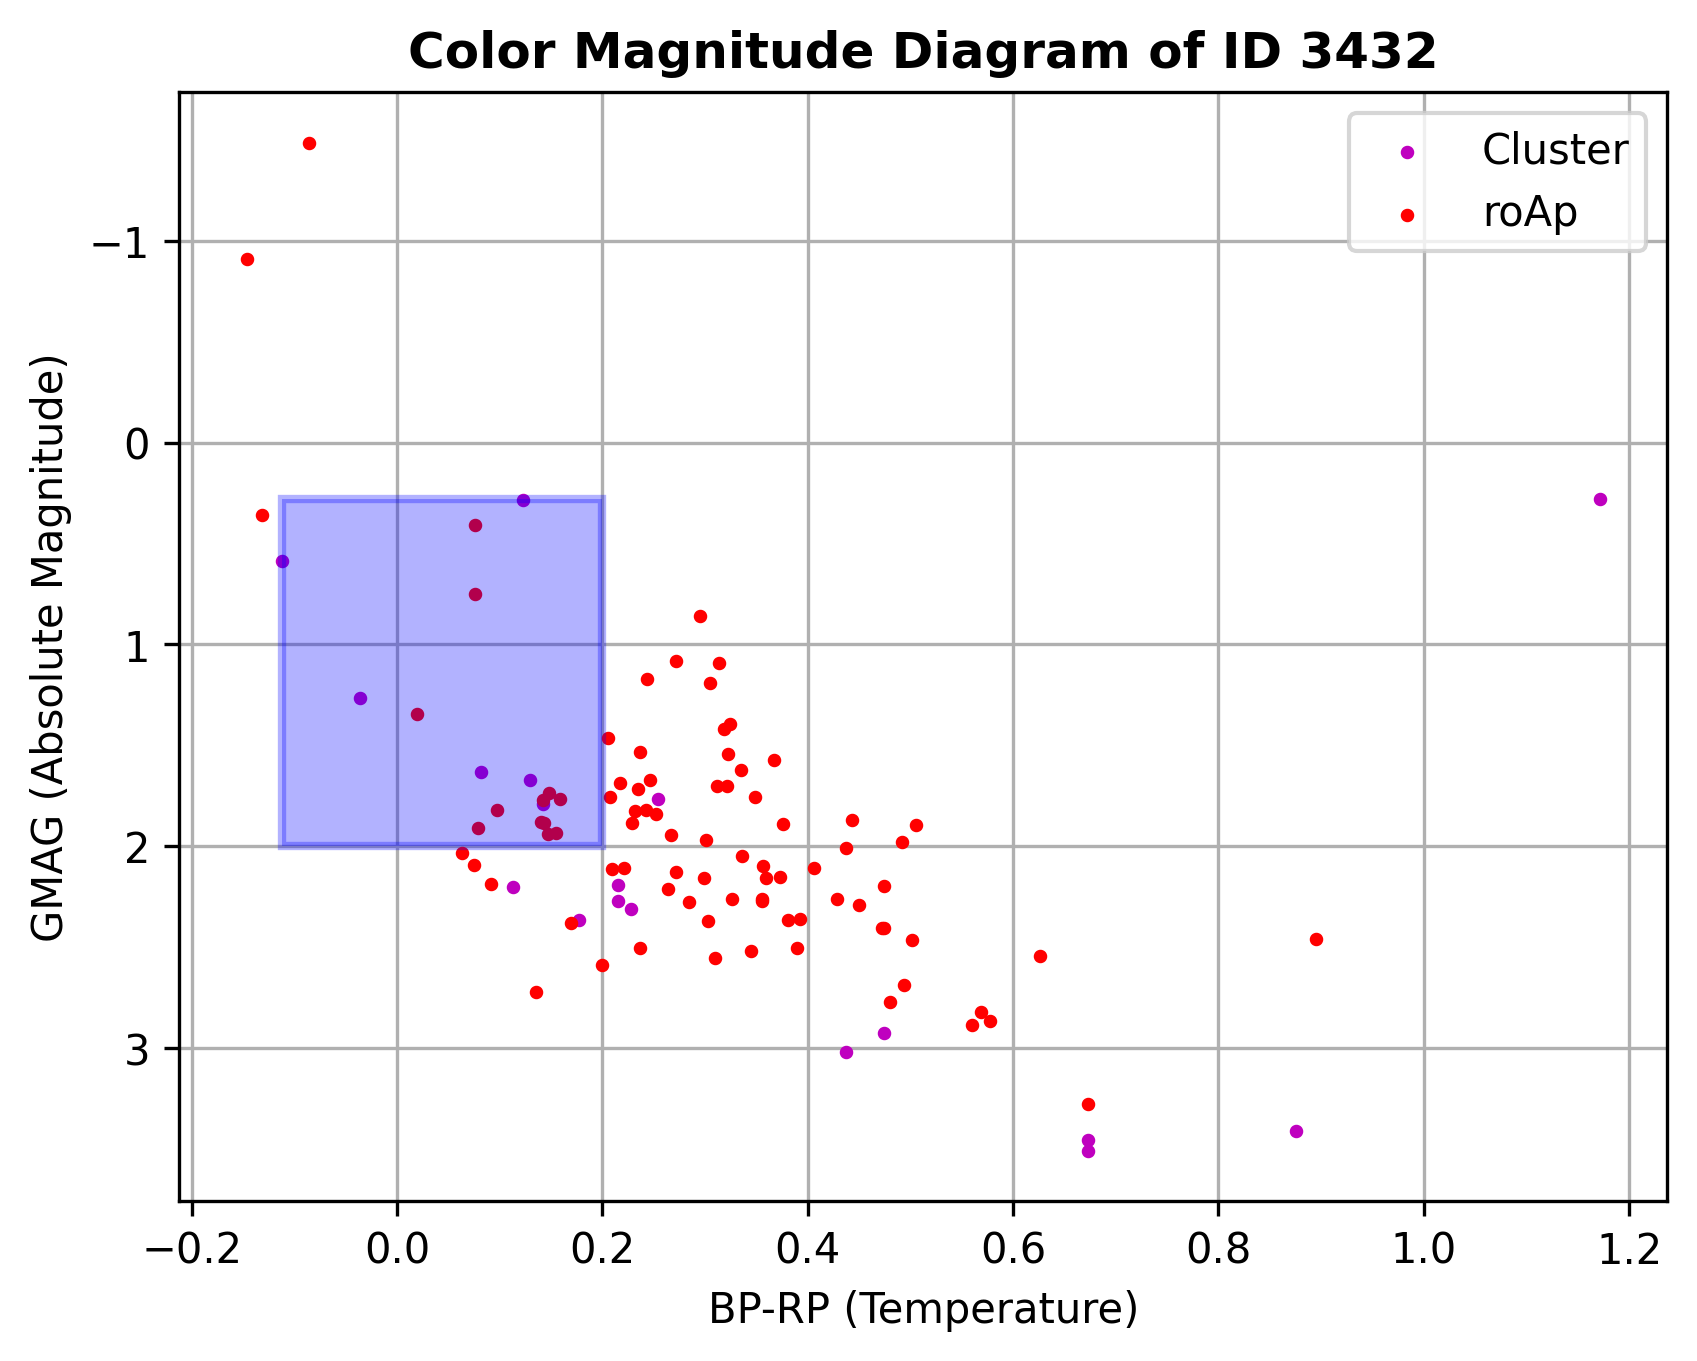 Color Magnitude Diagram of ID 3432
Cluster
roAp
GMAG (Absolute Magnitude)
−1
0
1
2
3
−0.2 0.0 0.2 0.4 0.6 0.8 1.0 1.2
BP-RP (Temperature)